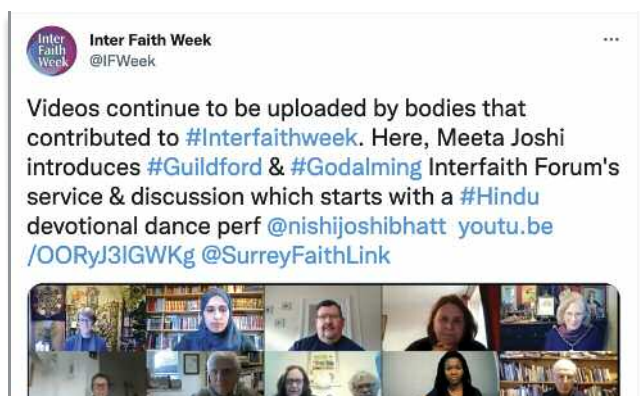 Inter
Faith
Week
Inter Faith Week
@IFWeek
Videos continue to be uploaded by bodies that
contributed to #Interfaithweek. Here, Meeta Joshi
introduces #Guildford & #Godalming Interfaith Forum's
service & discussion which starts with a #Hindu
devotional dance perf @nishijoshibhatt youtu.be
/OORyJ3lGWKg @SurreyFaithLink